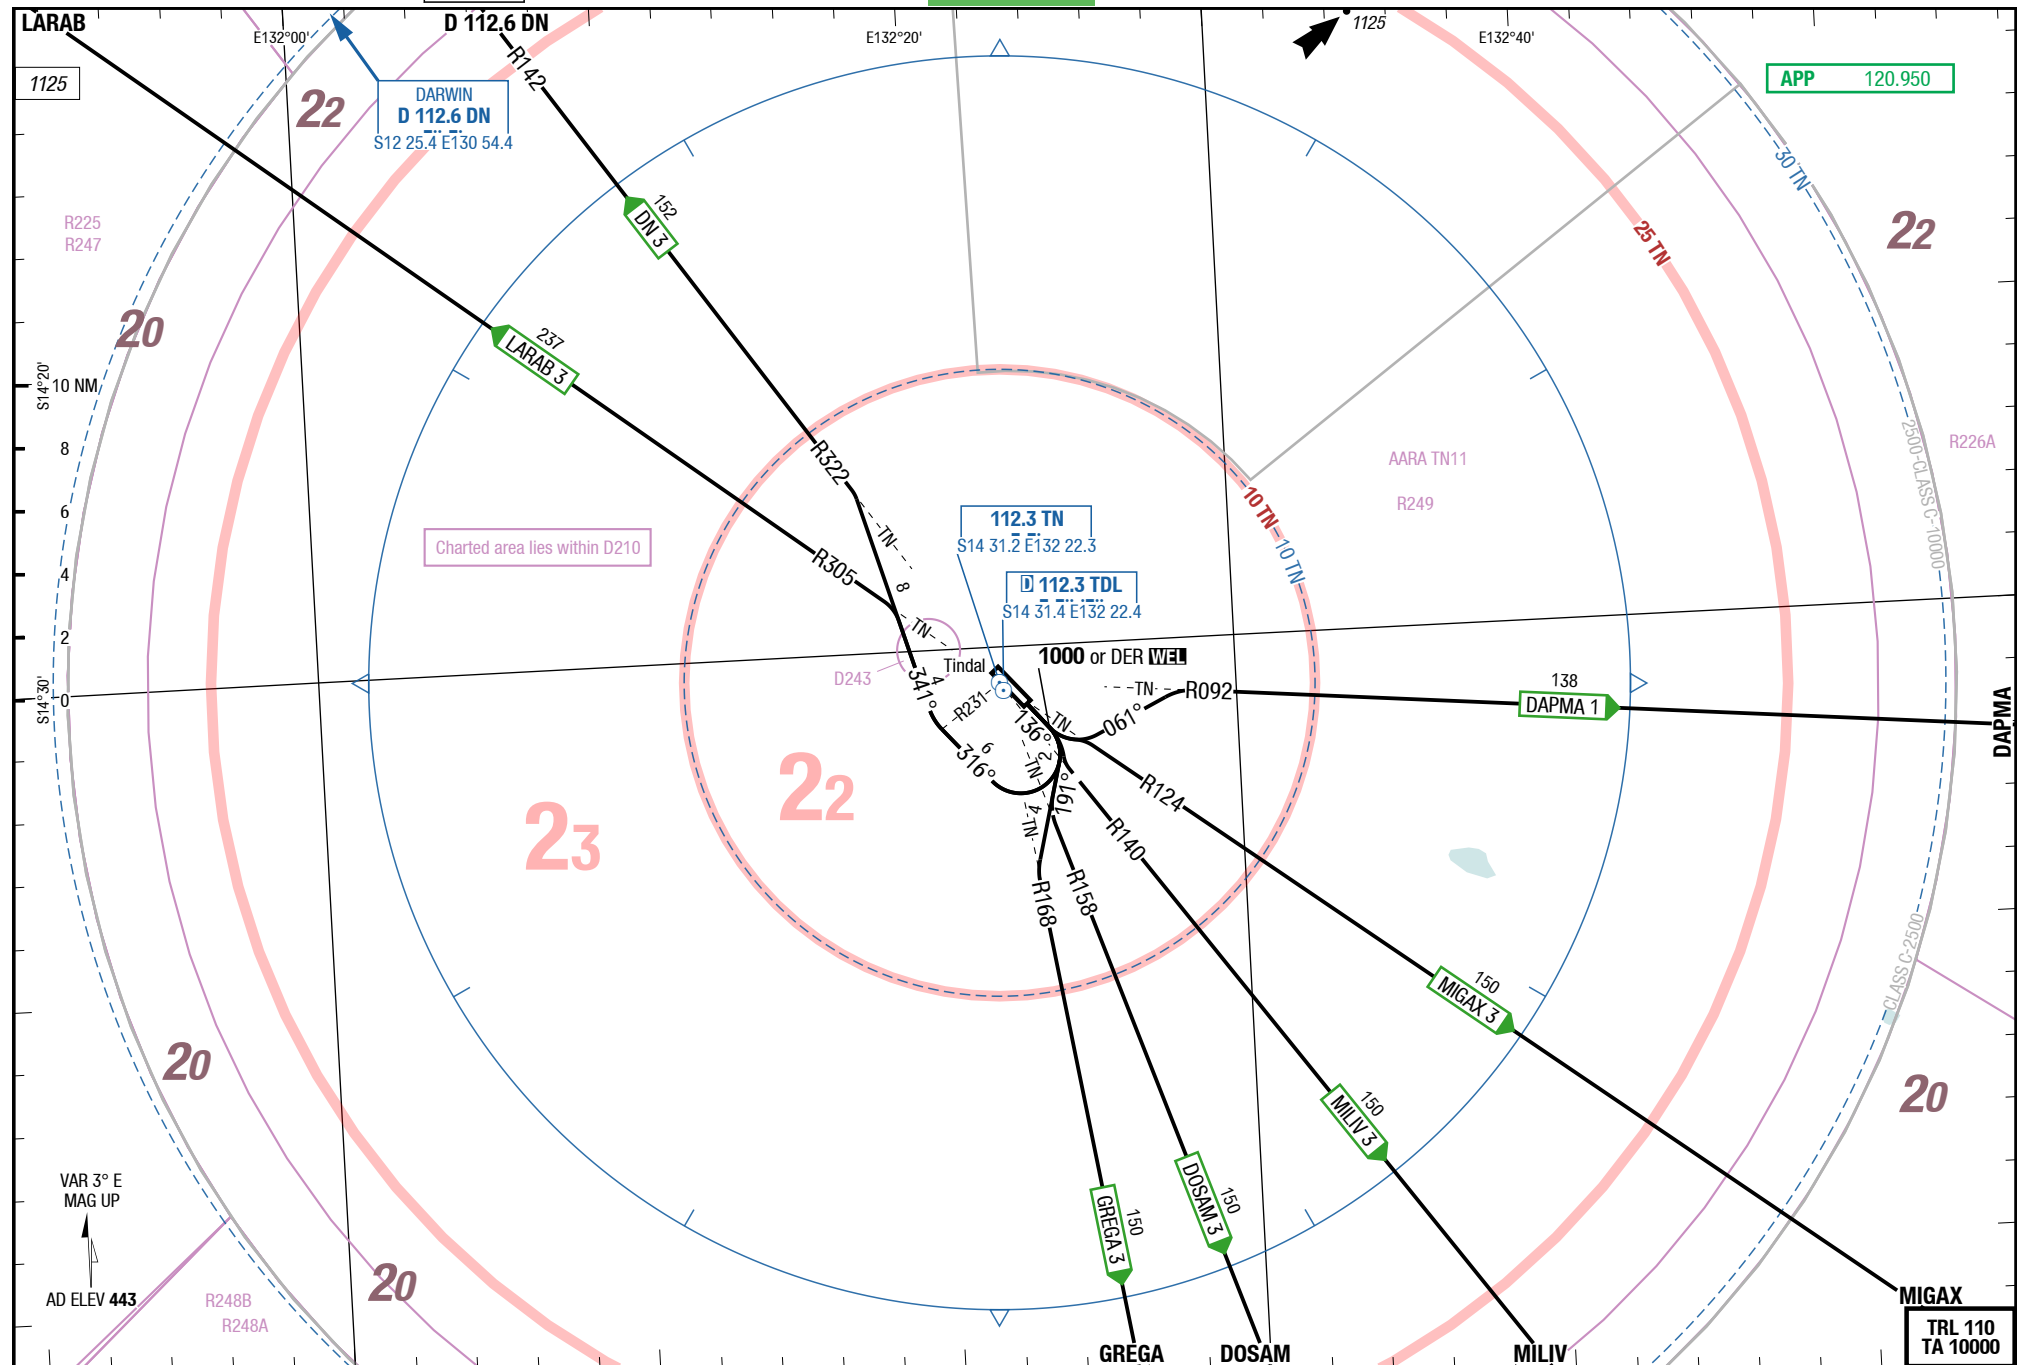 LARAB
D 112.6 DN
E132°00'
E132°20'
1125
E132°40'
1125
APP 120.950
R142
22
DARWIN
D 112.6 DN
S12 25.4 E130 54.4
30 TN
152
DN 3
R225
R247
22
25 TN
20
237
LARAB 3
S14°20'
10 NM
8
6
4
2
0
S14°30'
R322
TN
8
R305
TN
AARA TN11
R249
R226A
2500-CLASS C-10000
10 TN
10 TN
112.3 TN
S14 31.2 E132 22.3
D 112.3 TDL
S14 31.4 E132 22.4
Charted area lies within D210
D243
Tindal
1000 or DER WEL
TN
R092
138
DAPMA 1
DAPMA
341°
4
R231
136°
TN
061°
6
316°
2
TN
191°
4
TN
R124
R140
R158
R168
22
23
CLASS C-2500
150
MIGAX 3
150
MILIV 3
150
DOSAM 3
150
GREGA 3
20
20
20
VAR 3° E
MAG UP
AD ELEV 443
R248B
R248A
MIGAX
TRL 110
TA 10000
GREGA
DOSAM
MILIV